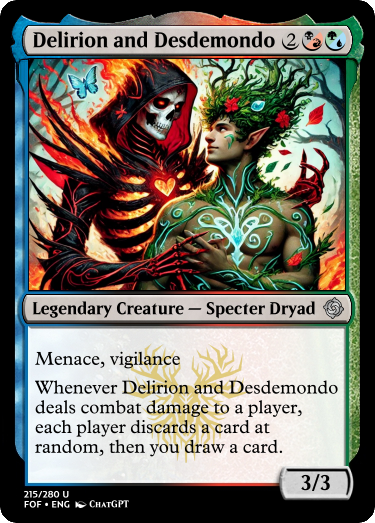 Delirion and Desdemondo 2
Legendary Creature — Specter Dryad
Menace, vigilance
Whenever Delirion and Desdemondo
deals combat damage to a player,
each player discards a card at
random, then you draw a card.
3/3
215/280 U
FOF • ENG ChatGPT